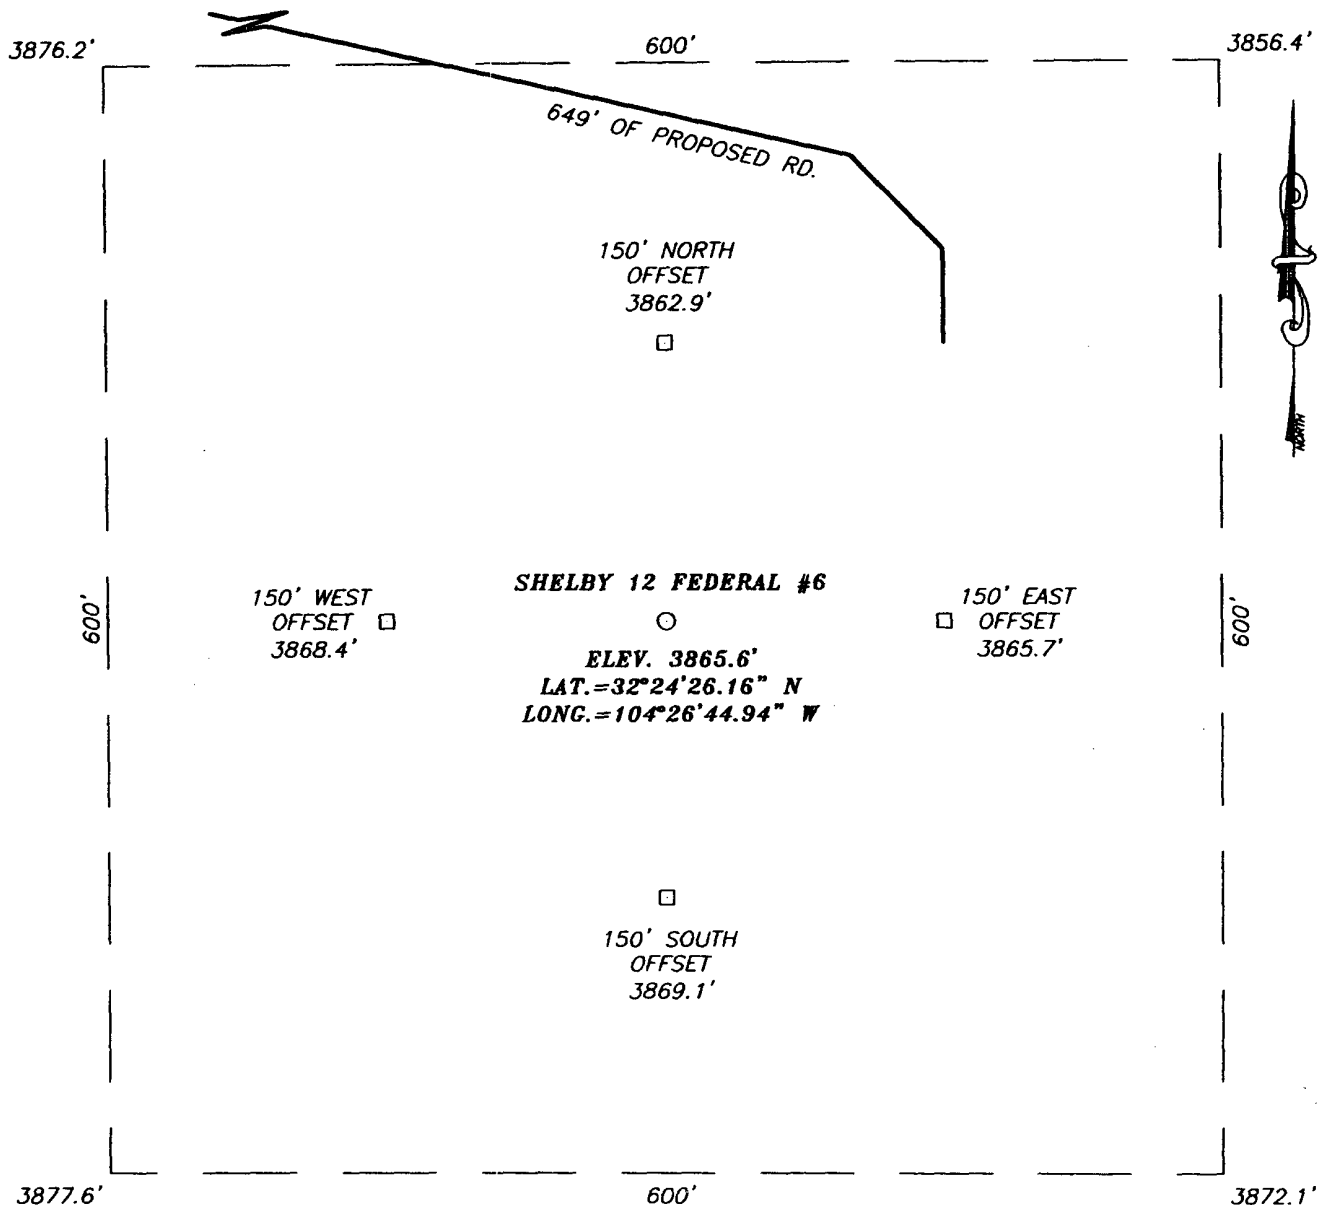 3876.2'
600'
3856.4'
649' OF PROPOSED RD.
150' NORTH
OFFSET
3862.9'
NORTH
SHELBY 12 FEDERAL #6
150' WEST
OFFSET
3868.4'
150' EAST
OFFSET
3865.7'
600'
600'
ELEV. 3865.6'
LAT.=32°24'26.16" N
LONG.=104°26'44.94" W
150' SOUTH
OFFSET
3869.1'
3877.6'
600'
3872.1'